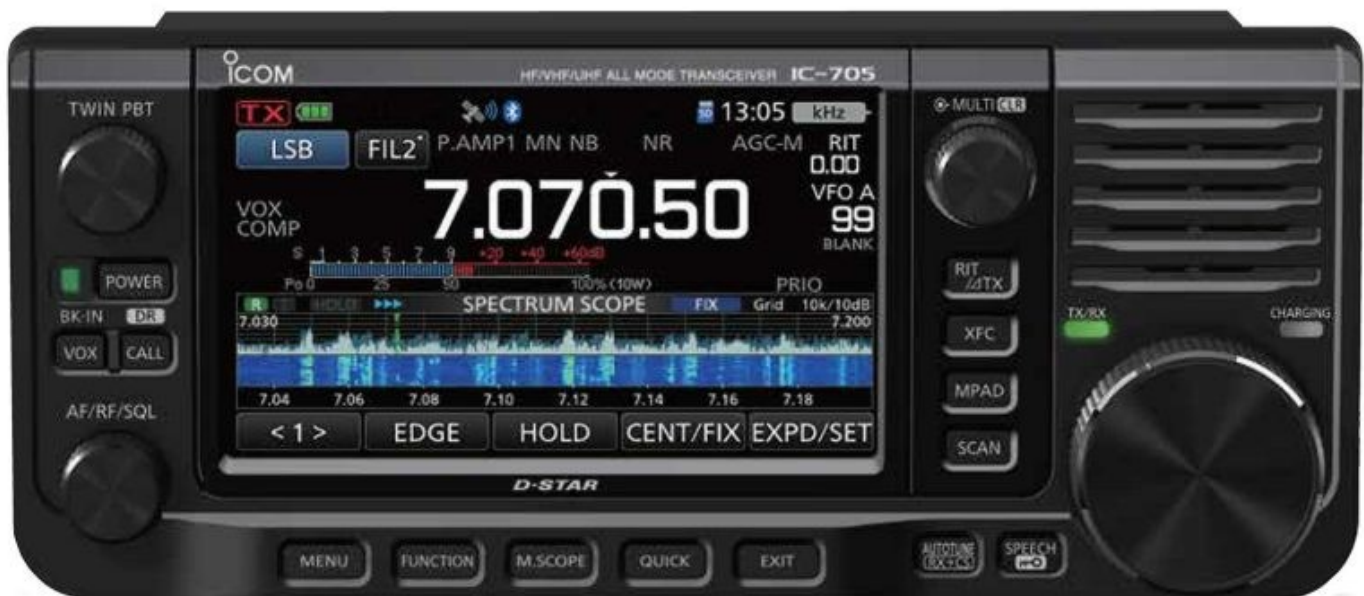 ICOM
HF/VHF/UHF ALL MODE TRANSCEIVER IC-705
TWIN PBT
TX
SD 13:05 kHz
MULTI CLR
LSB FIL2 P.AMP1 MN NB NR AGC-M RIT
0.00
7.070.50
VFO A
99
BLANK
VOX
COMP
S 1 3 5 7 9 +20 +40 +60dB
Po 0 25 50 100% (10W)
PRIO
POWER
RIT
/⊿TX
R HOLD SPECTRUM SCOPE FIX Grid 10k/10dB
7.030 7.200
BK-IN DR
VOX CALL
XFC
TX/RX CHARGING
7.04 7.06 7.08 7.10 7.12 7.14 7.16 7.18
MPAD
AF/RF/SQL
< 1 > EDGE HOLD CENT/FIX EXPD/SET
SCAN
D-STAR
MENU FUNCTION M.SCOPE QUICK EXIT
AUTOTUNE
RX→CS
SPEECH